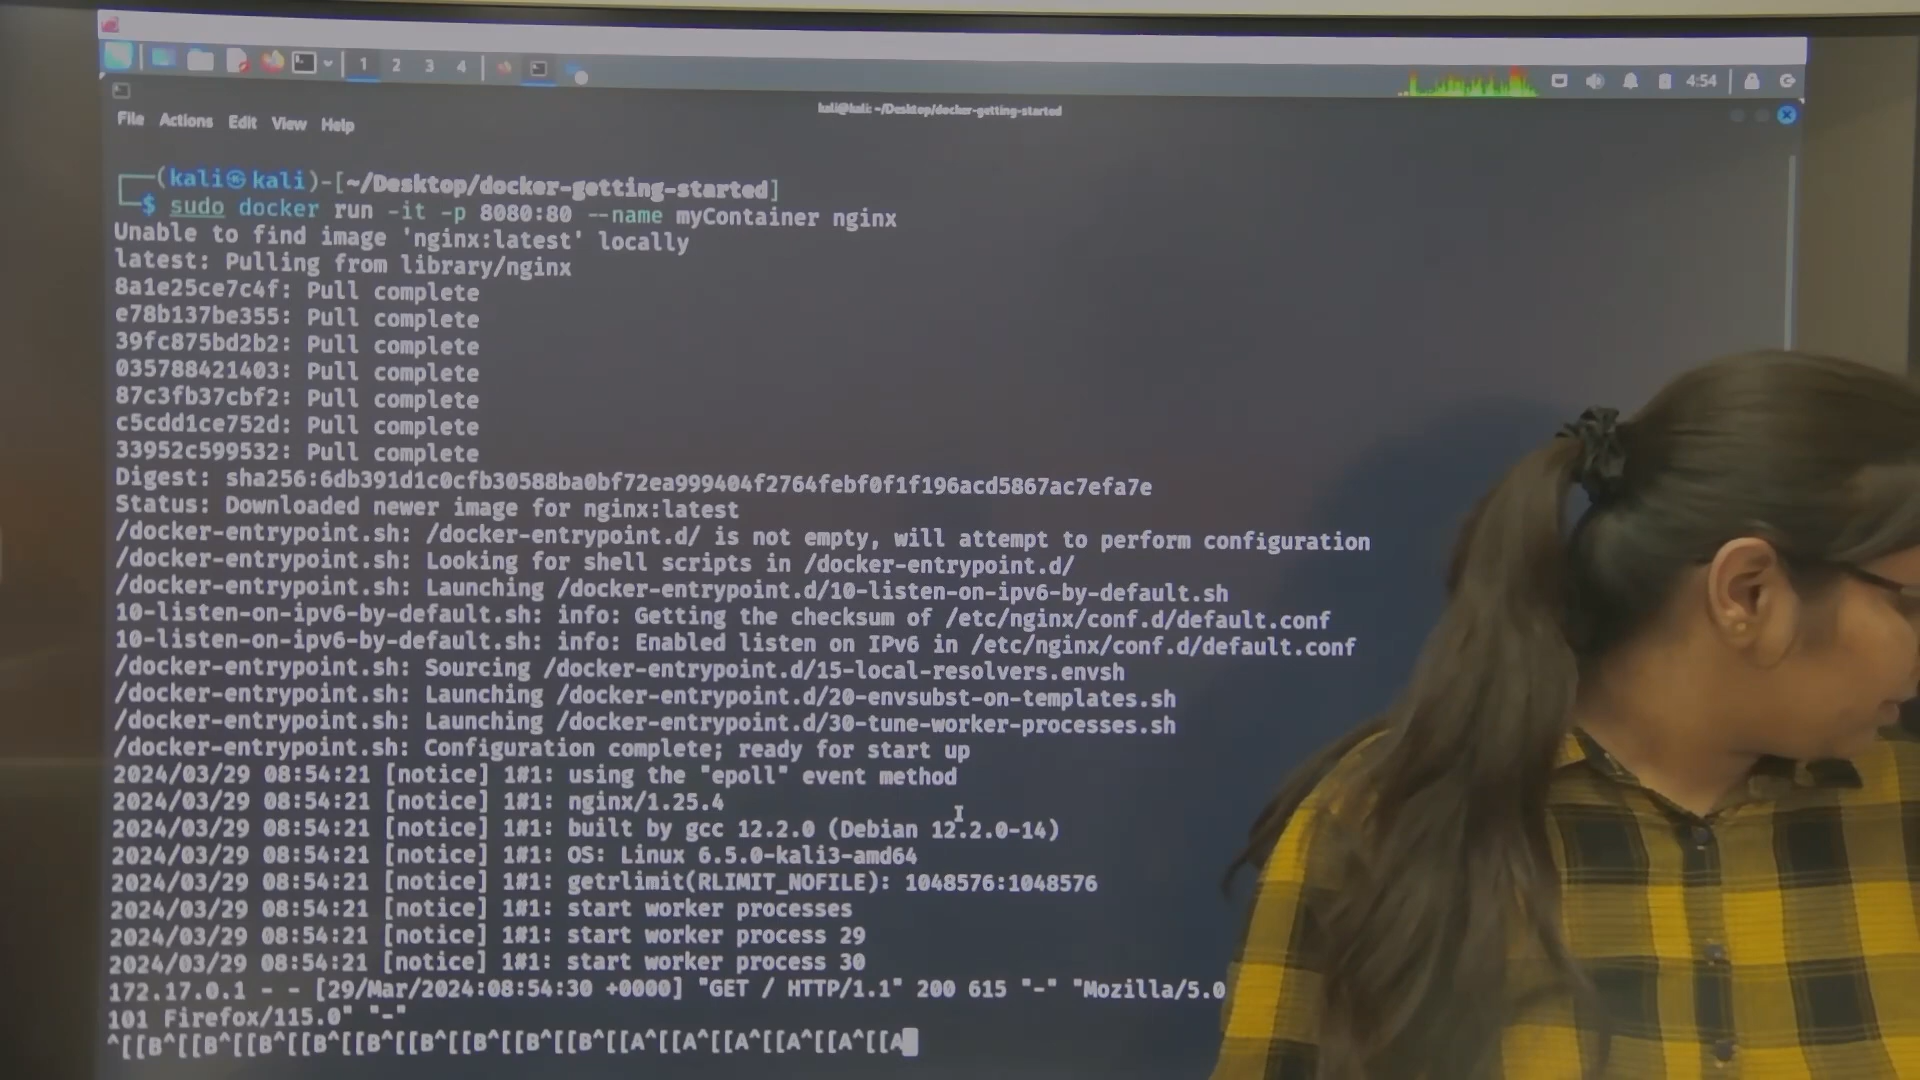 1 2 3 4
4:54
kali@kali: ~/Desktop/docker-getting-started
File Actions Edit View Help
(kali㉿kali)-[~/Desktop/docker-getting-started]
$ sudo docker run -it -p 8080:80 --name myContainer nginx
Unable to find image 'nginx:latest' locally
latest: Pulling from library/nginx
8a1e25ce7c4f: Pull complete
e78b137be355: Pull complete
39fc875bd2b2: Pull complete
035788421403: Pull complete
87c3fb37cbf2: Pull complete
c5cdd1ce752d: Pull complete
33952c599532: Pull complete
Digest: sha256:6db391d1c0cfb30588ba0bf72ea999404f2764febf0f1f196acd5867ac7efa7e
Status: Downloaded newer image for nginx:latest
/docker-entrypoint.sh: /docker-entrypoint.d/ is not empty, will attempt to perform configuration
/docker-entrypoint.sh: Looking for shell scripts in /docker-entrypoint.d/
/docker-entrypoint.sh: Launching /docker-entrypoint.d/10-listen-on-ipv6-by-default.sh
10-listen-on-ipv6-by-default.sh: info: Getting the checksum of /etc/nginx/conf.d/default.conf
10-listen-on-ipv6-by-default.sh: info: Enabled listen on IPv6 in /etc/nginx/conf.d/default.conf
/docker-entrypoint.sh: Sourcing /docker-entrypoint.d/15-local-resolvers.envsh
/docker-entrypoint.sh: Launching /docker-entrypoint.d/20-envsubst-on-templates.sh
/docker-entrypoint.sh: Launching /docker-entrypoint.d/30-tune-worker-processes.sh
/docker-entrypoint.sh: Configuration complete; ready for start up
2024/03/29 08:54:21 [notice] 1#1: using the "epoll" event method
2024/03/29 08:54:21 [notice] 1#1: nginx/1.25.4
2024/03/29 08:54:21 [notice] 1#1: built by gcc 12.2.0 (Debian 12.2.0-14)
2024/03/29 08:54:21 [notice] 1#1: OS: Linux 6.5.0-kali3-amd64
2024/03/29 08:54:21 [notice] 1#1: getrlimit(RLIMIT_NOFILE): 1048576:1048576
2024/03/29 08:54:21 [notice] 1#1: start worker processes
2024/03/29 08:54:21 [notice] 1#1: start worker process 29
2024/03/29 08:54:21 [notice] 1#1: start worker process 30
172.17.0.1 - - [29/Mar/2024:08:54:30 +0000] "GET / HTTP/1.1" 200 615 "-" "Mozilla/5.0
101 Firefox/115.0" "-"
^[[B^[[B^[[B^[[B^[[B^[[B^[[B^[[B^[[B^[[A^[[A^[[A^[[A^[[A^[[A